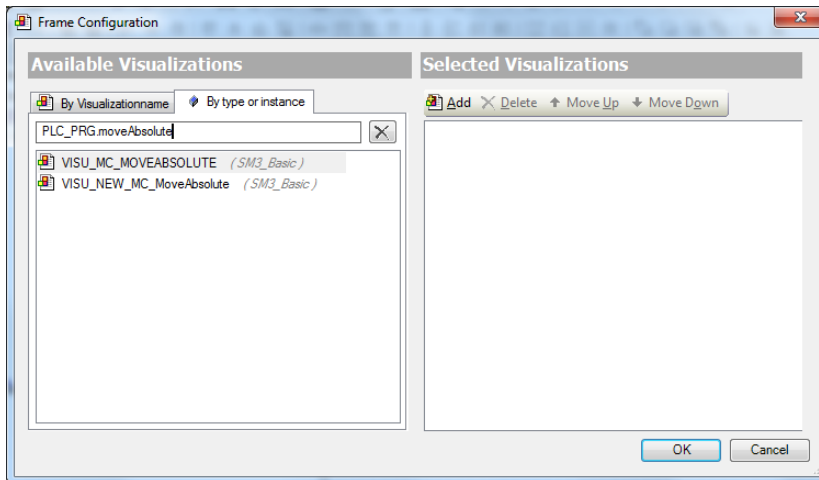 Frame Configuration
Available Visualizations
Selected Visualizations
By Visualizationname
By type or instance
Add Delete Move Up Move Down
PLC_PRG.moveAbsolute
VISU_MC_MOVEABSOLUTE (SM3_Basic)
VISU_NEW_MC_MoveAbsolute (SM3_Basic)
OK Cancel